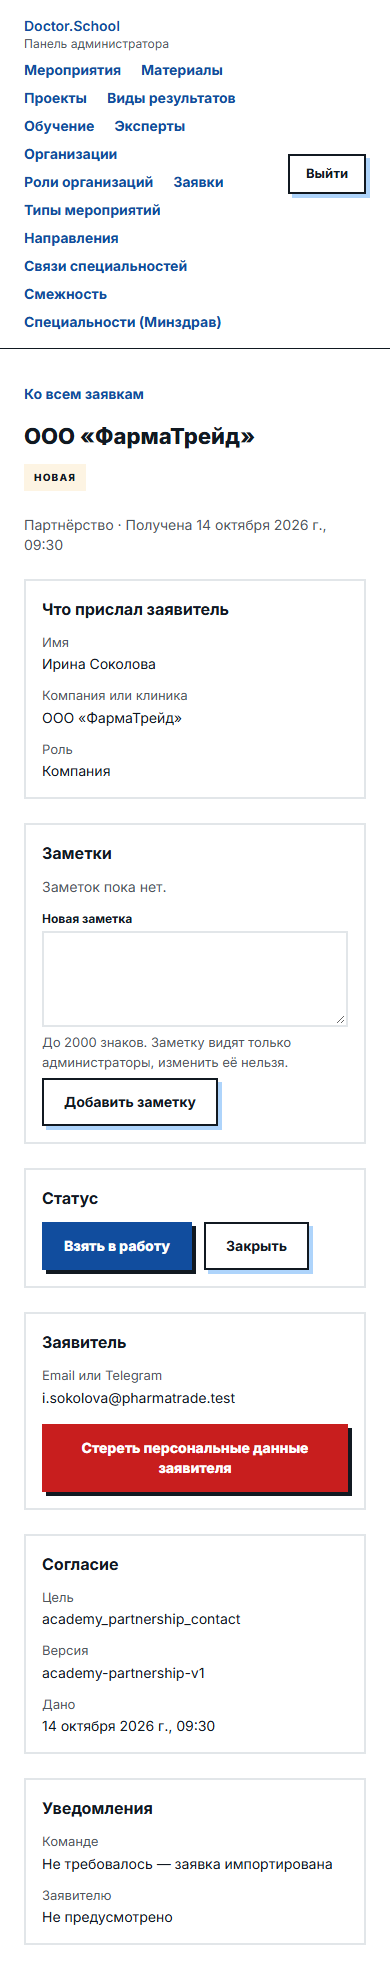 Doctor.School
Панель администратора
Мероприятия Материалы
Проекты Виды результатов
Обучение Эксперты
Организации
Роли организаций Заявки
Типы мероприятий
Направления
Связи специальностей
Смежность
Специальности (Минздрав)
Выйти
Ко всем заявкам
ООО «ФармаТрейд»
НОВАЯ
Партнёрство · Получена 14 октября 2026 г.,
09:30
Что прислал заявитель
Имя
Ирина Соколова
Компания или клиника
ООО «ФармаТрейд»
Роль
Компания
Заметки
Заметок пока нет.
Новая заметка
До 2000 знаков. Заметку видят только
администраторы, изменить её нельзя.
Добавить заметку
Статус
Взять в работу Закрыть
Заявитель
Email или Telegram
i.sokolova@pharmatrade.test
Стереть персональные данные
заявителя
Согласие
Цель
academy_partnership_contact
Версия
academy-partnership-v1
Дано
14 октября 2026 г., 09:30
Уведомления
Команде
Не требовалось — заявка импортирована
Заявителю
Не предусмотрено